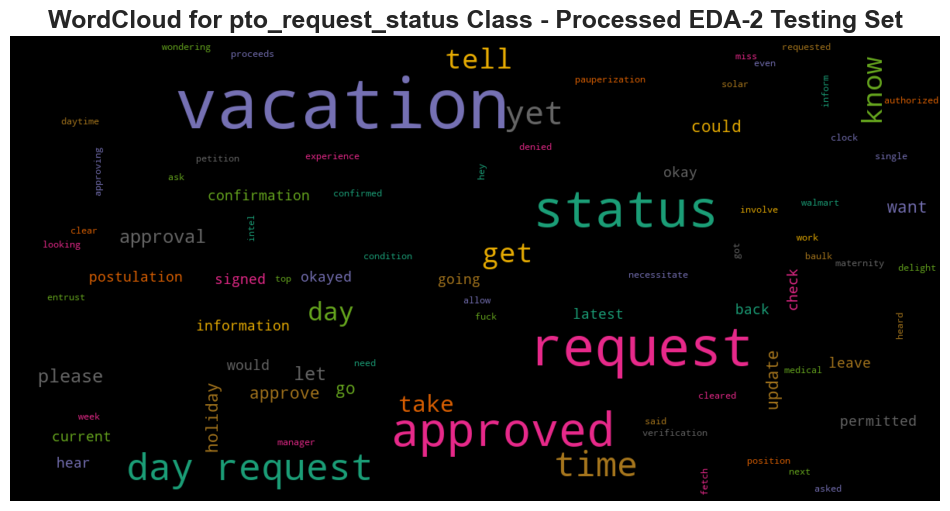 WordCloud for pto_request_status Class - Processed EDA-2 Testing Set
wondering
proceeds
tell
requested
miss
even
know
vacation
yet
pauperization
solar
inform
authorized
daytime
could
clock
approving
petition
experience
denied
hey
okay
single
ask
confirmation
confirmed
status
involve
walmart
want
clear
looking
approval
intel
condition
get
got
work
baulk
maternity
delight
postulation
signed
top
okayed
going
necessitate
check
entrust
day
allow
fuck
latest
back
heard
information
request
please
would
let
need
update
medical
leave
holiday
approve
go
take
cleared
week
current
approved
said
verification
permitted
manager
hear
day request
time
position
next
fetch
asked